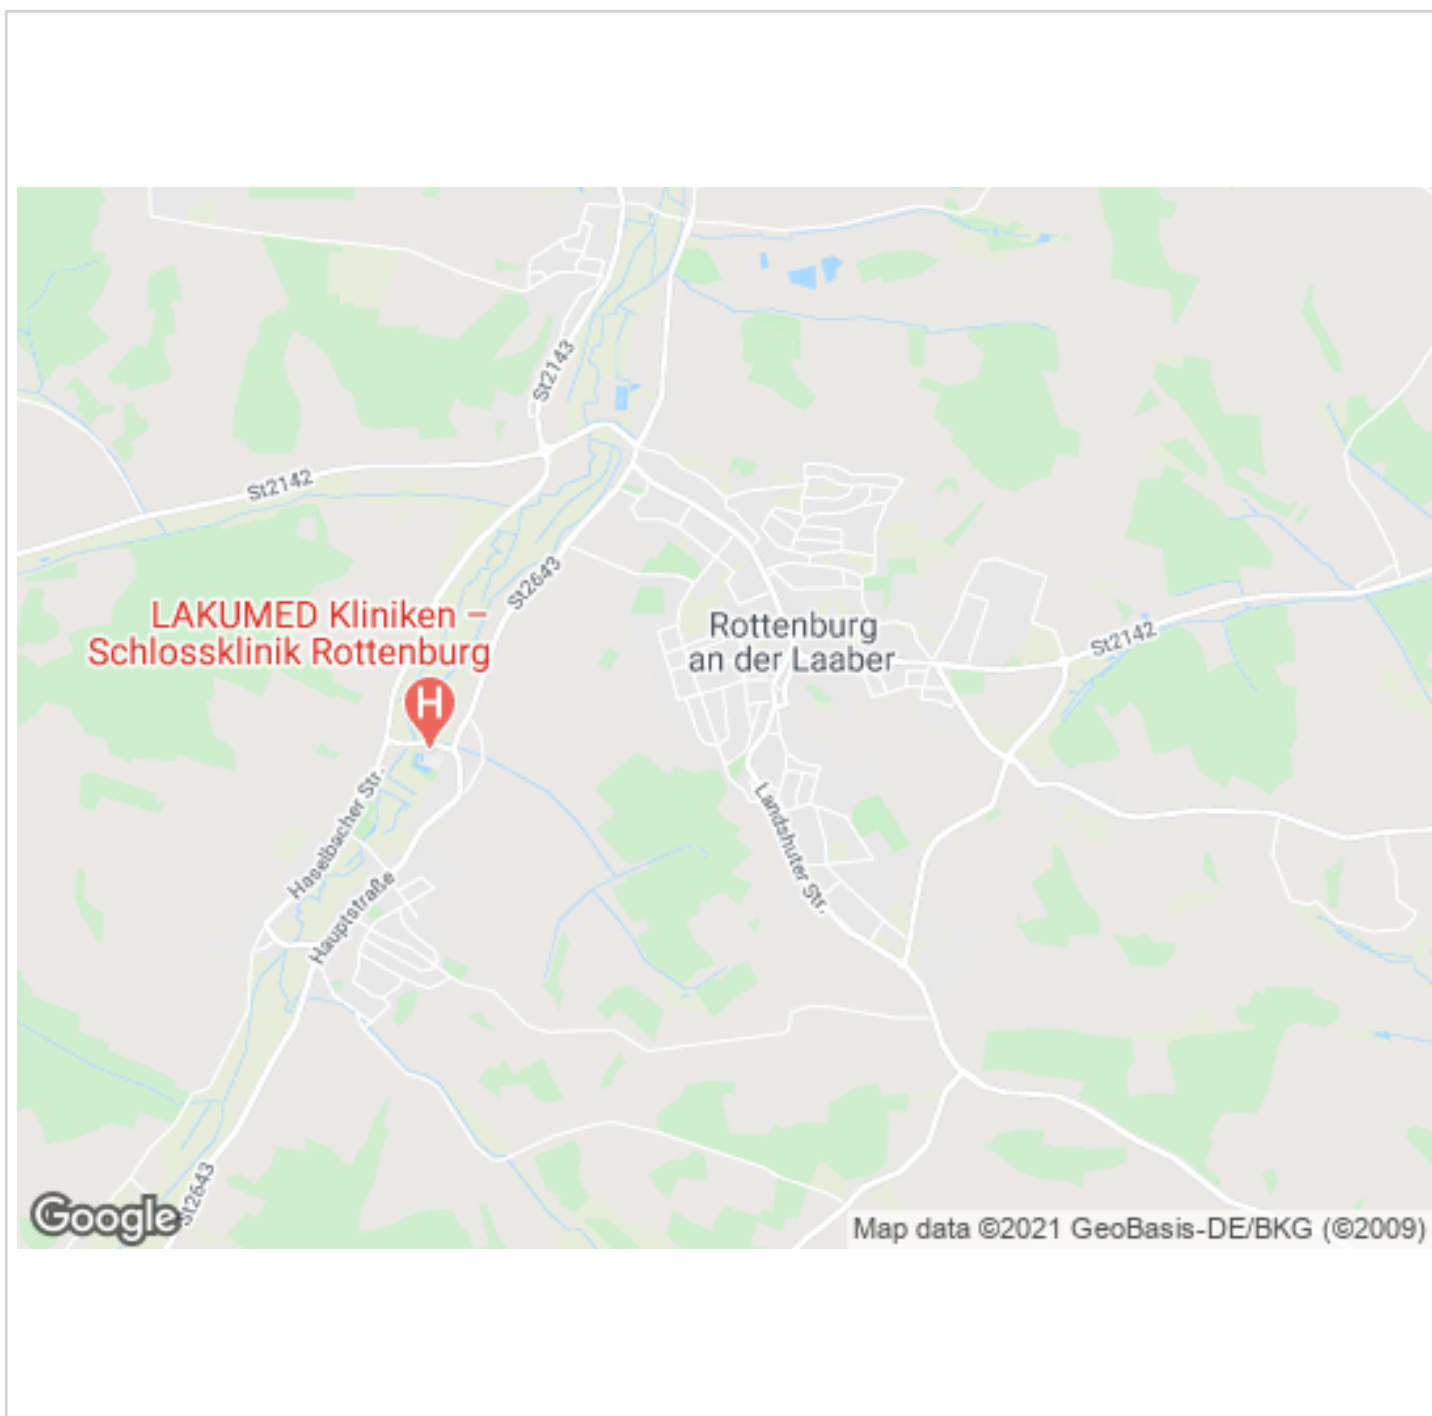 St2143
St2142
St2643
LAKUMED Kliniken –
Schlossklinik Rottenburg
H
Rottenburg
an der Laaber
St2142
Haselbacher Str.
Hauptstraße
Landshuter Str.
St2643
Google
Map data ©2021 GeoBasis-DE/BKG (©2009)